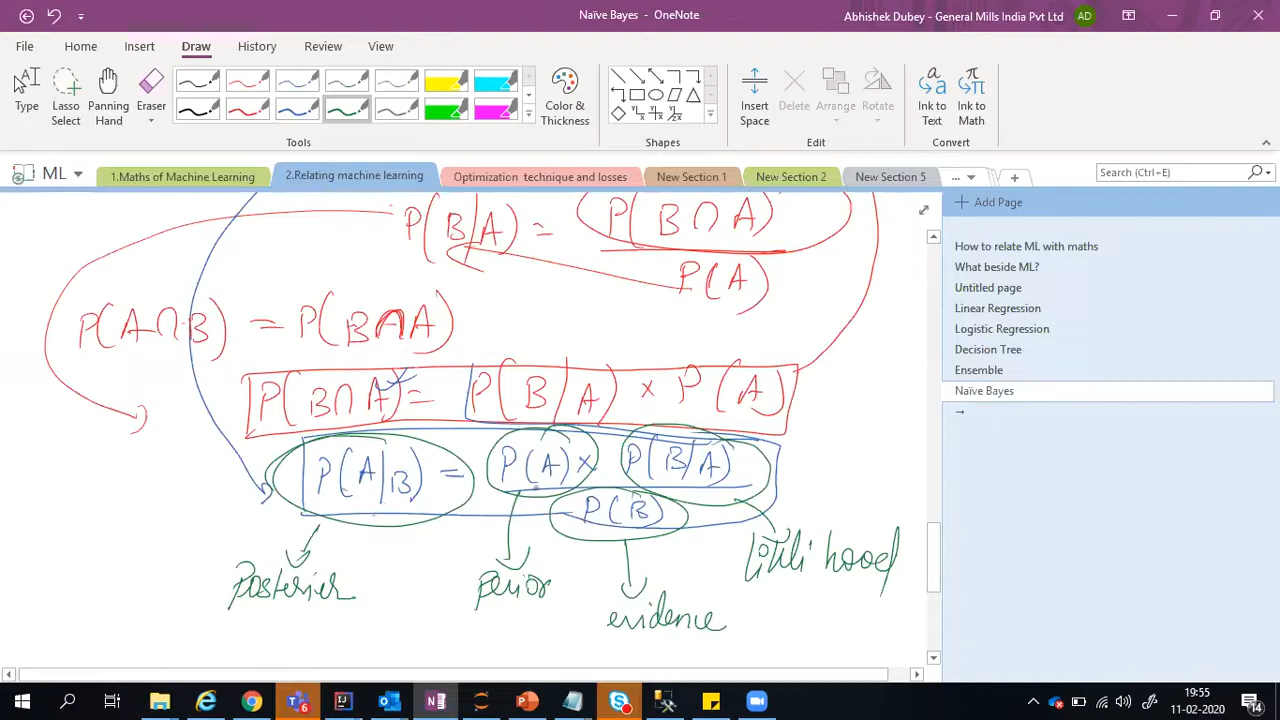 Naïve Bayes - OneNote
Abhishek Dubey - General Mills India Pvt Ltd
AD
File
Home
Insert
Draw
History
Review
View
Type
Lasso Select
Panning Hand
Eraser
Color & Thickness
Insert Space
Delete
Arrange
Rotate
Ink to Text
Ink to Math
Tools
Shapes
Edit
Convert
ML
1.Maths of Machine Learning
2.Relating machine learning
Optimization technique and losses
New Section 1
New Section 2
New Section 5
...
Search (Ctrl+E)
P(B|A) = P(B∩A)
P(A)
P(A∩B) = P(B∩A)
P(B∩A) = P(B|A) × P(A)
P(A|B) = P(A) × P(B|A)
P(B)
posterier
perior
evidence
Add Page
How to relate ML with maths
What beside ML?
Untitled page
Linear Regression
Logistic Regression
Decision Tree
Ensemble
Naïve Bayes
→
19:55
11-02-2020